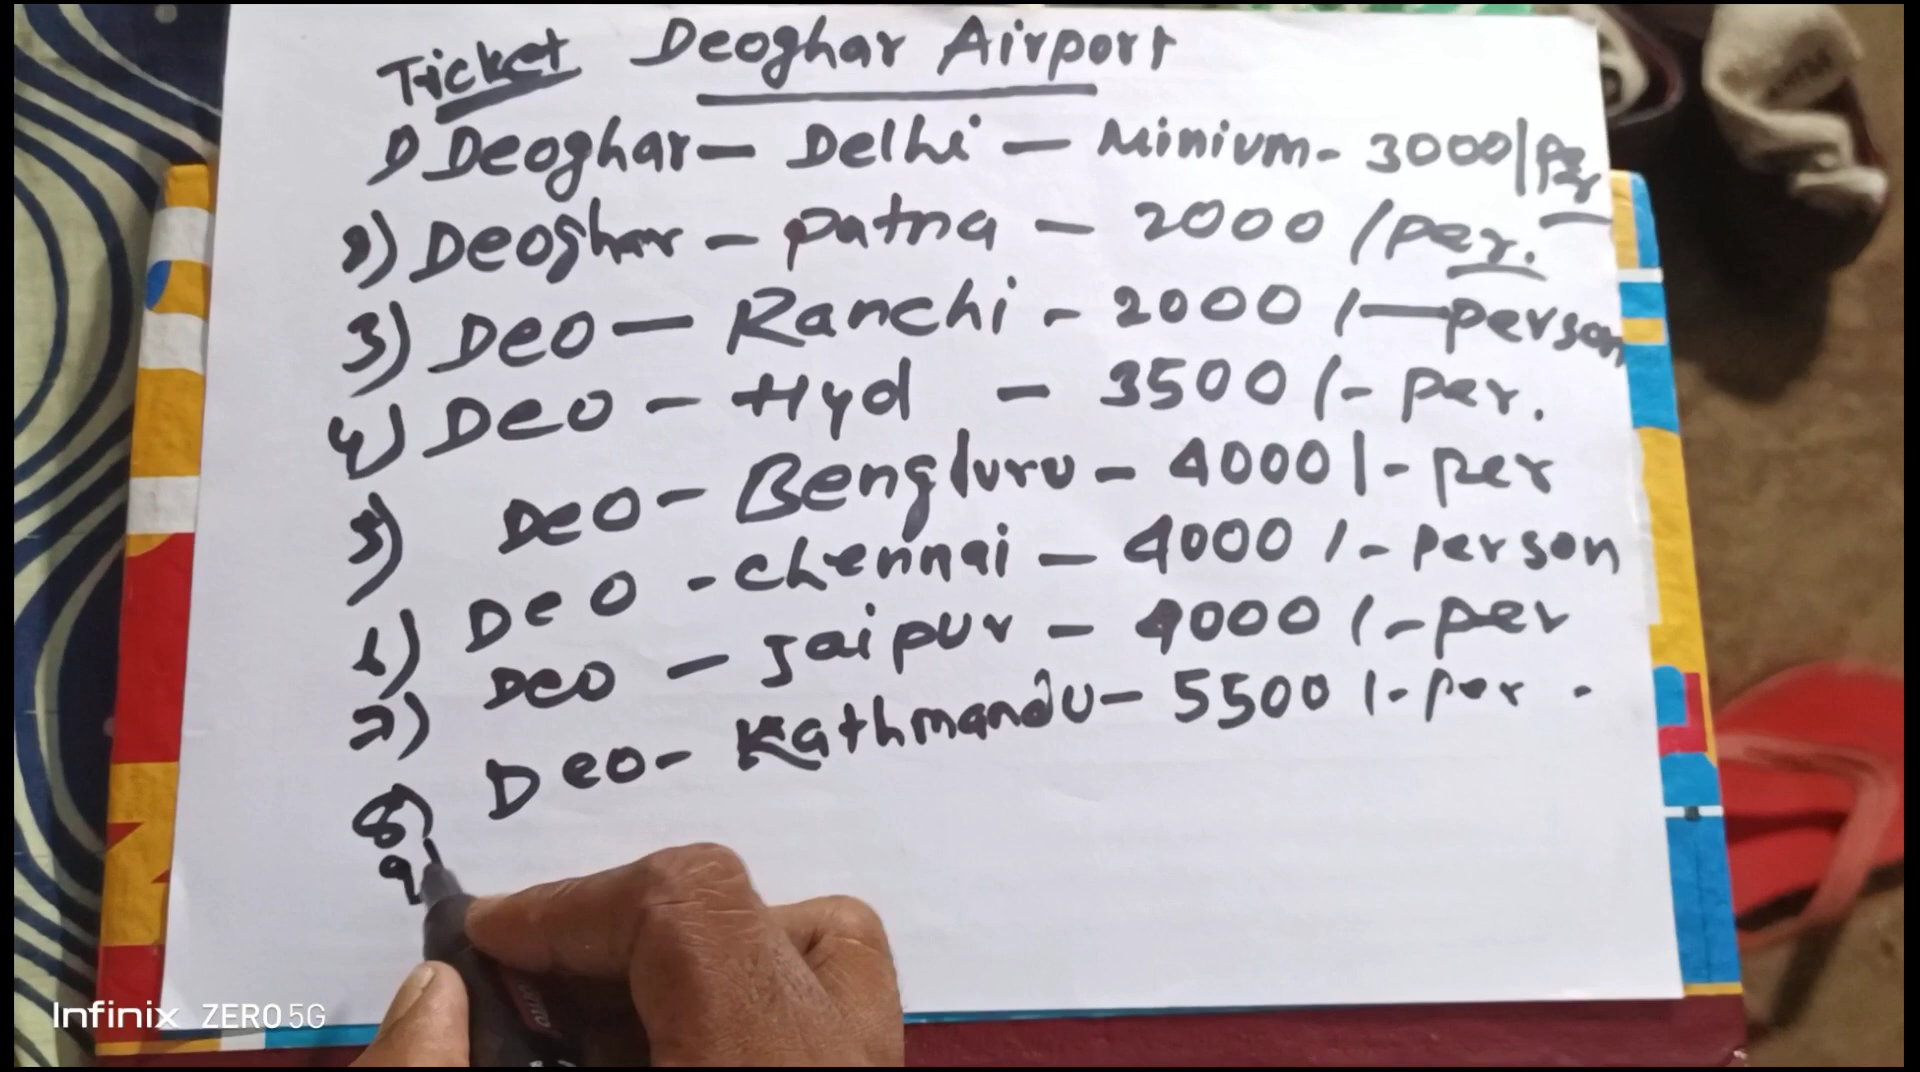 Ticket Deoghar Airport
1) Deoghar - Delhi - Minium - 3000/per
2) Deoghar - Patna - 2000 /per.
3) Deo - Ranchi - 2000 /- person
4) Deo - Hyd - 3500 /- per.
5) Deo - Bengluru - 4000 /- per
6) Deo - chennai - 4000 /- Person
7) Deo - Jaipur - 4000 /- per
8) Deo - Kathmandu - 5500 /- per.
9
Infinix ZERO 5G